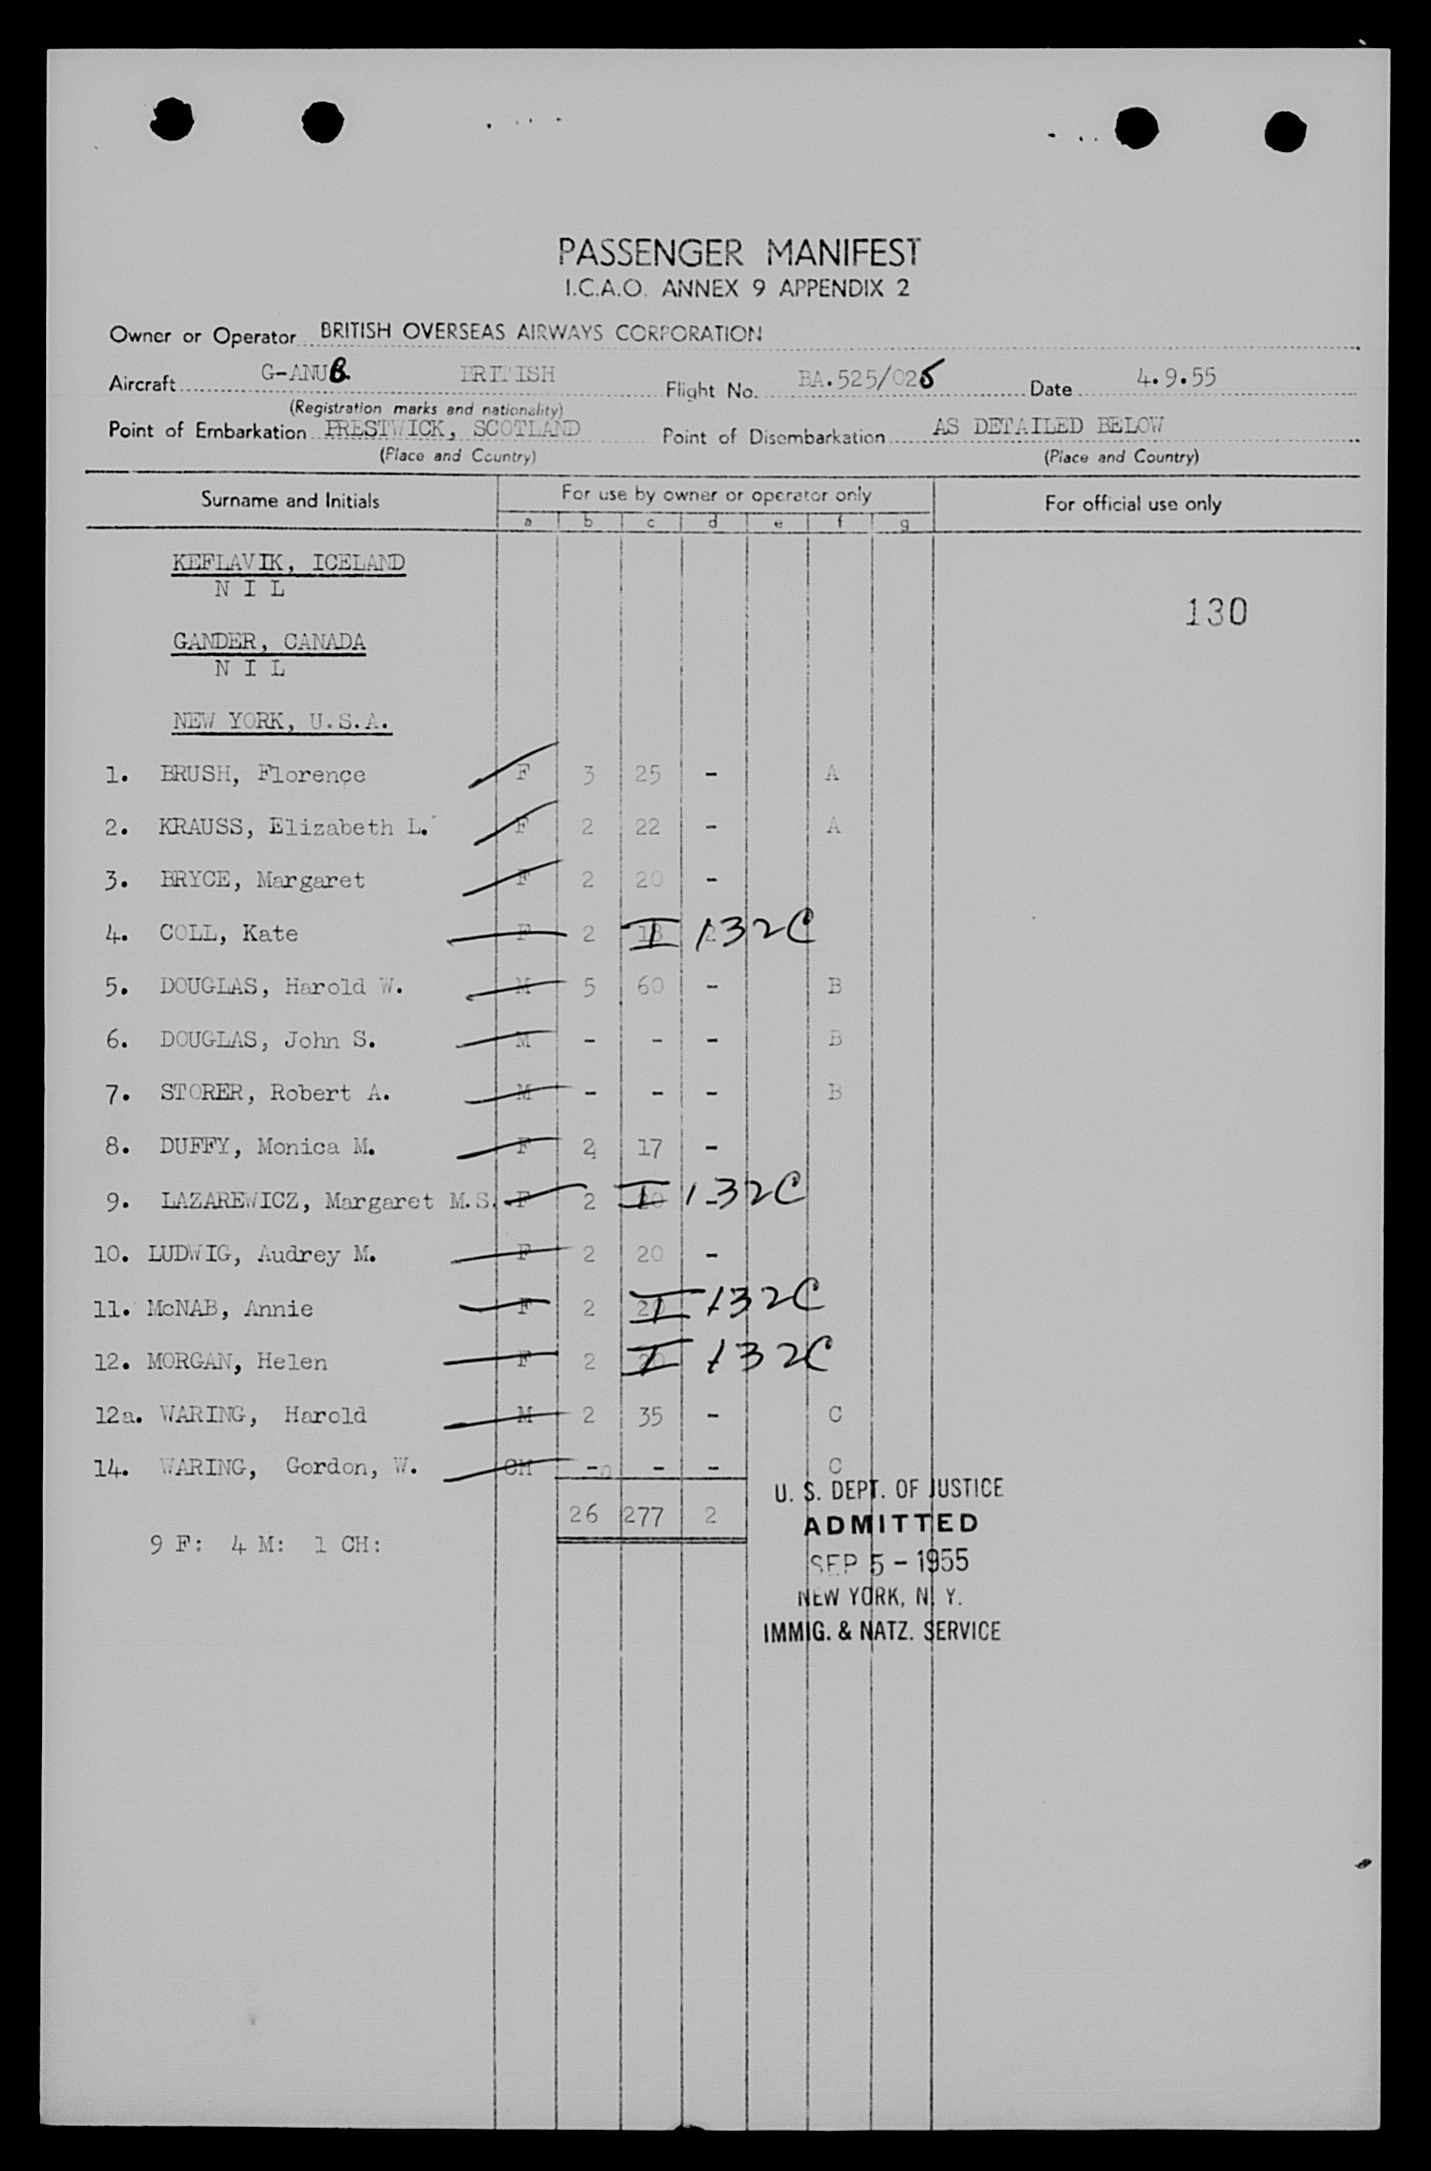 PASSENGER MANIFEST
I.C.A.O. ANNEX 9 APPENDIX 2
Owner or Operator BRITISH OVERSEAS AIRWAYS CORPORATION
Aircraft G-ANUB BRITISH Flight No. BA.525/025 Date 4.9.55
(Registration marks and nationality)
Point of Embarkation PRESTWICK, SCOTLAND Point of Disembarkation AS DETAILED BELOW
(Place and Country) (Place and Country)
Surname and Initials For use by owner or operator only For official use only
a b c d e f g
KEFLAVIK, ICELAND
N I L
130
GANDER, CANADA
N I L
NEW YORK, U.S.A.
1. BRUSH, Florence F 3 25 - A
2. KRAUSS, Elizabeth L. F 2 22 - A
3. BRYCE, Margaret F 2 20 -
4. COLL, Kate F 2 18 2 I 132C
5. DOUGLAS, Harold W. M 5 60 - B
6. DOUGLAS, John S. M - - - B
7. STORER, Robert A. M - - - B
8. DUFFY, Monica M. F 2 17 -
9. LAZAREWICZ, Margaret M.S. F 2 20 - I 132C
10. LUDWIG, Audrey M. F 2 20 -
11. McNAB, Annie F 2 20 I 132C
12. MORGAN, Helen F 2 I 132C
12a. WARING, Harold M 2 35 - C
14. WARING, Gordon, W. CH - - - C
26 277 2
9 F: 4 M: 1 CH:
U. S. DEPT. OF JUSTICE
ADMITTED
SEP 5 - 1955
NEW YORK, N. Y.
IMMIG. & NATZ. SERVICE